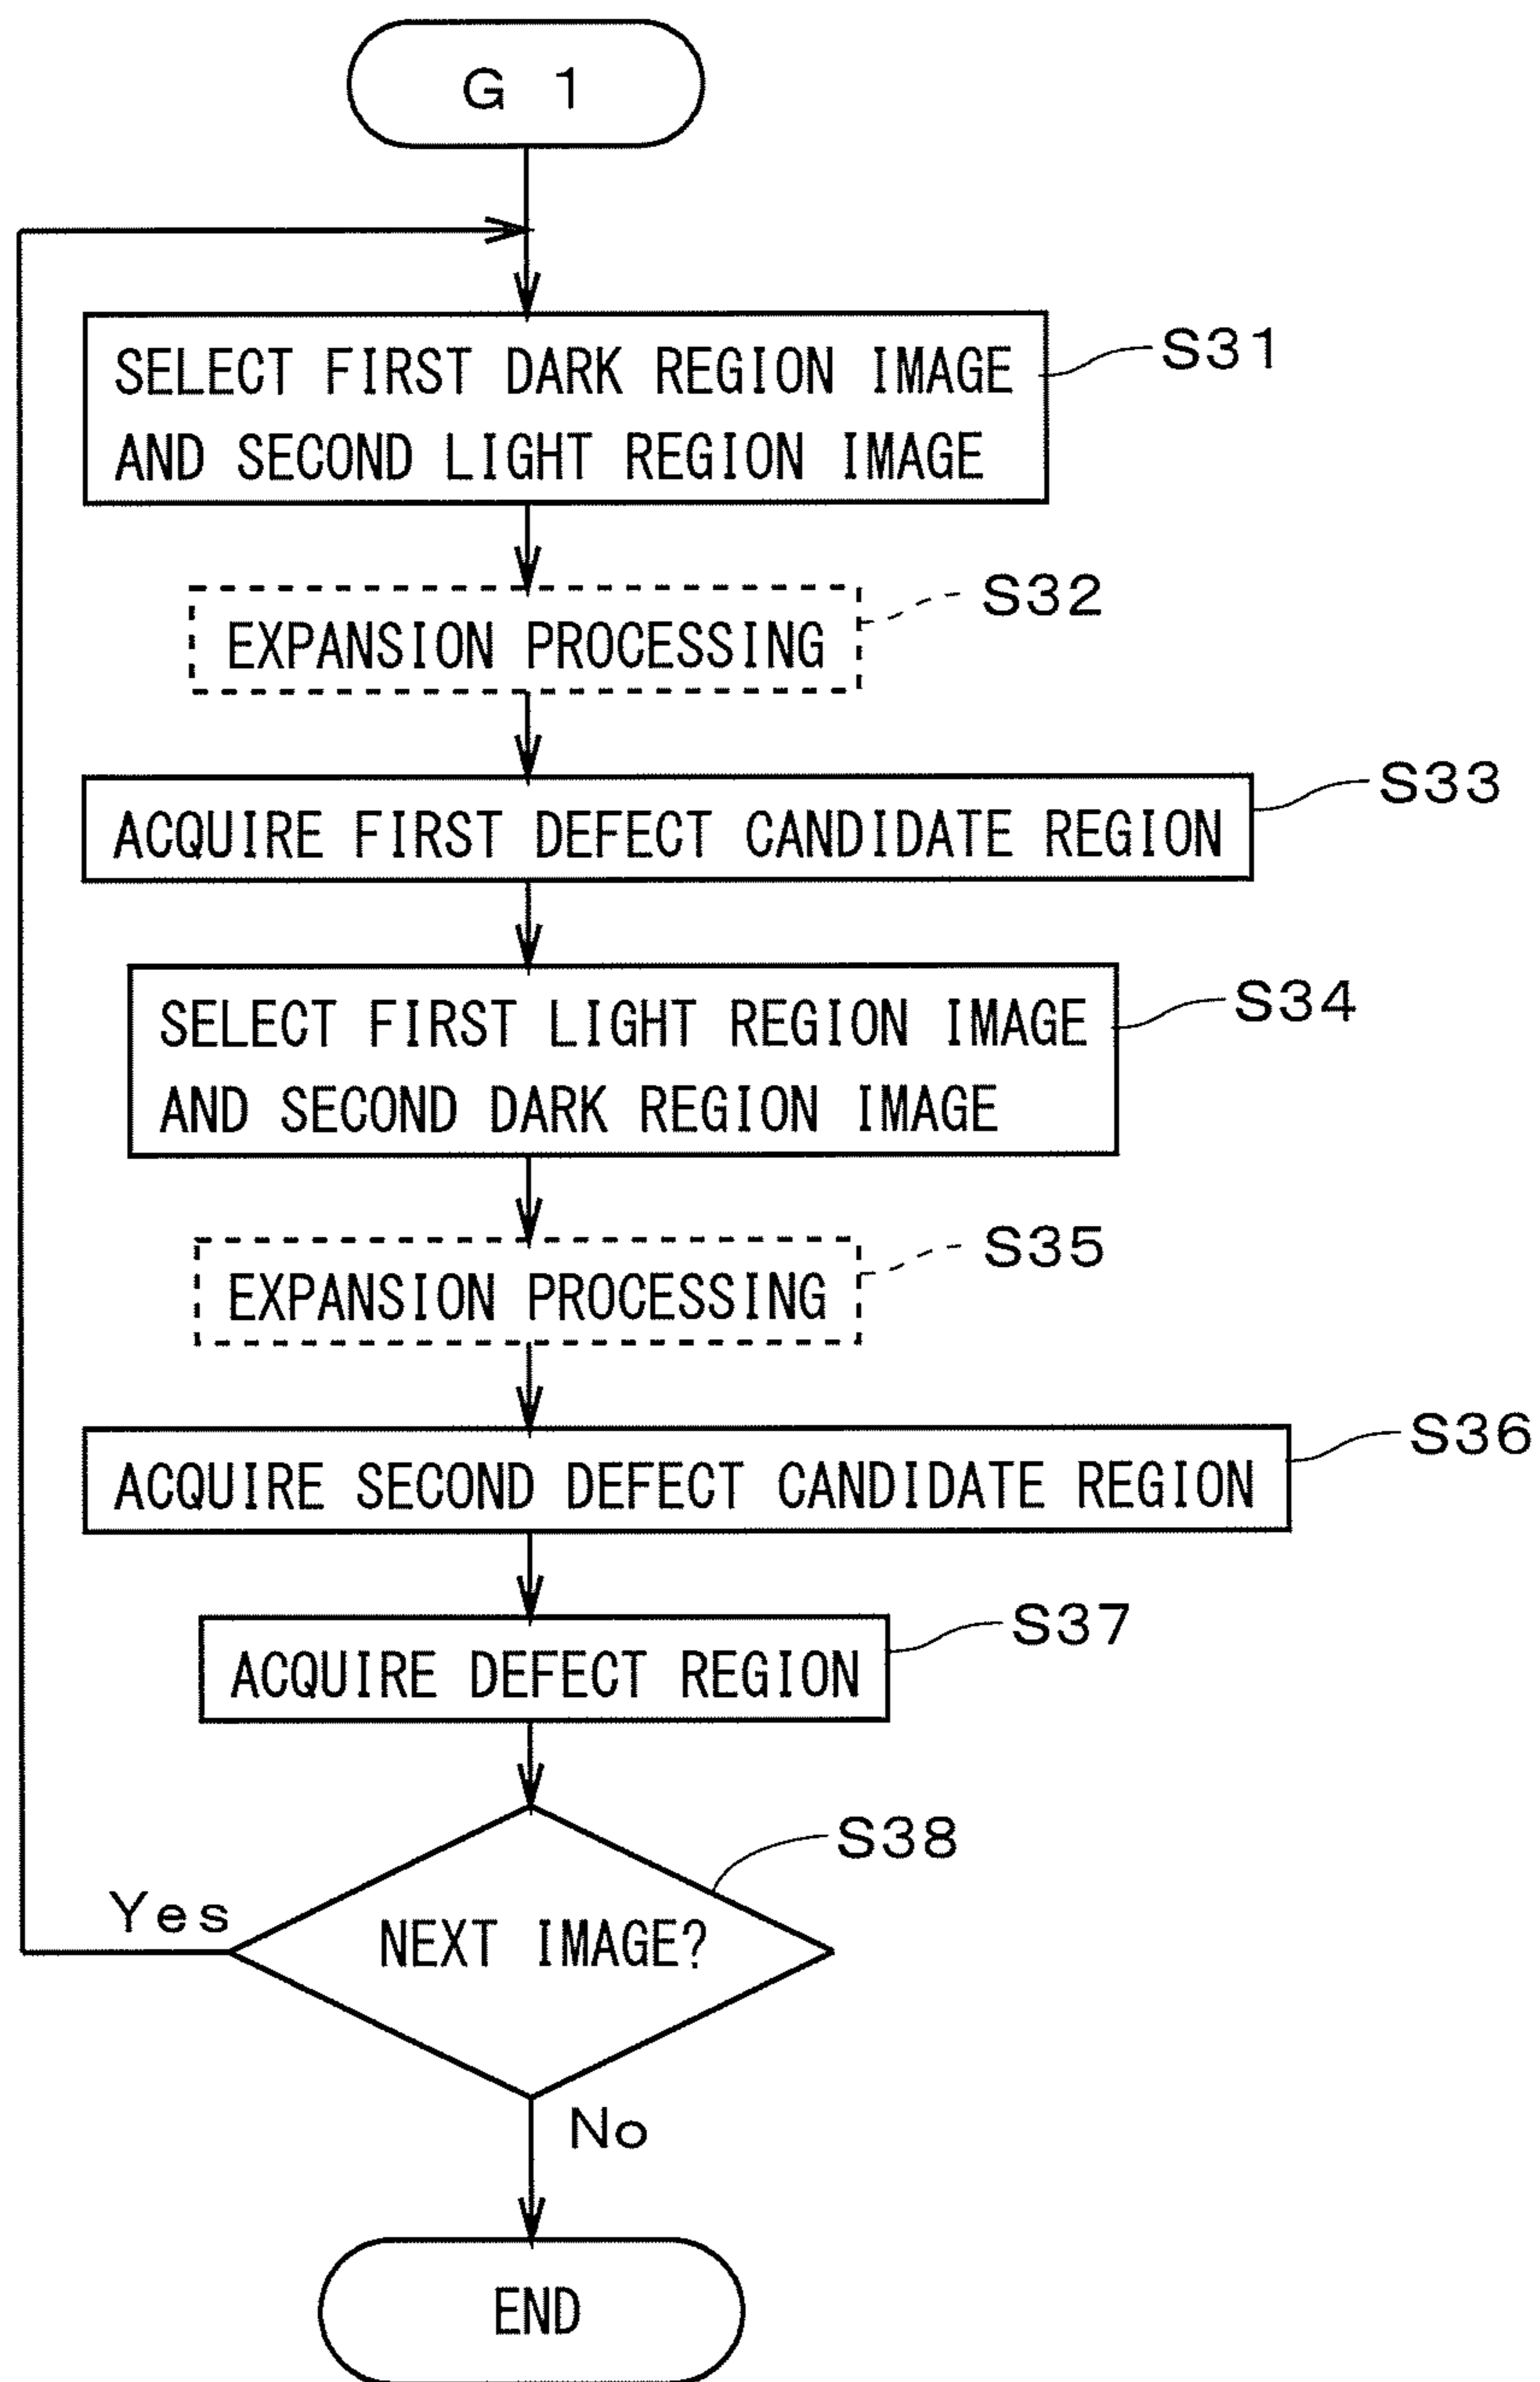 G 1
SELECT FIRST DARK REGION IMAGE
AND SECOND LIGHT REGION IMAGE
S31
EXPANSION PROCESSING
S32
ACQUIRE FIRST DEFECT CANDIDATE REGION
S33
SELECT FIRST LIGHT REGION IMAGE
AND SECOND DARK REGION IMAGE
S34
EXPANSION PROCESSING
S35
ACQUIRE SECOND DEFECT CANDIDATE REGION
S36
ACQUIRE DEFECT REGION
S37
NEXT IMAGE?
S38
Yes
No
END